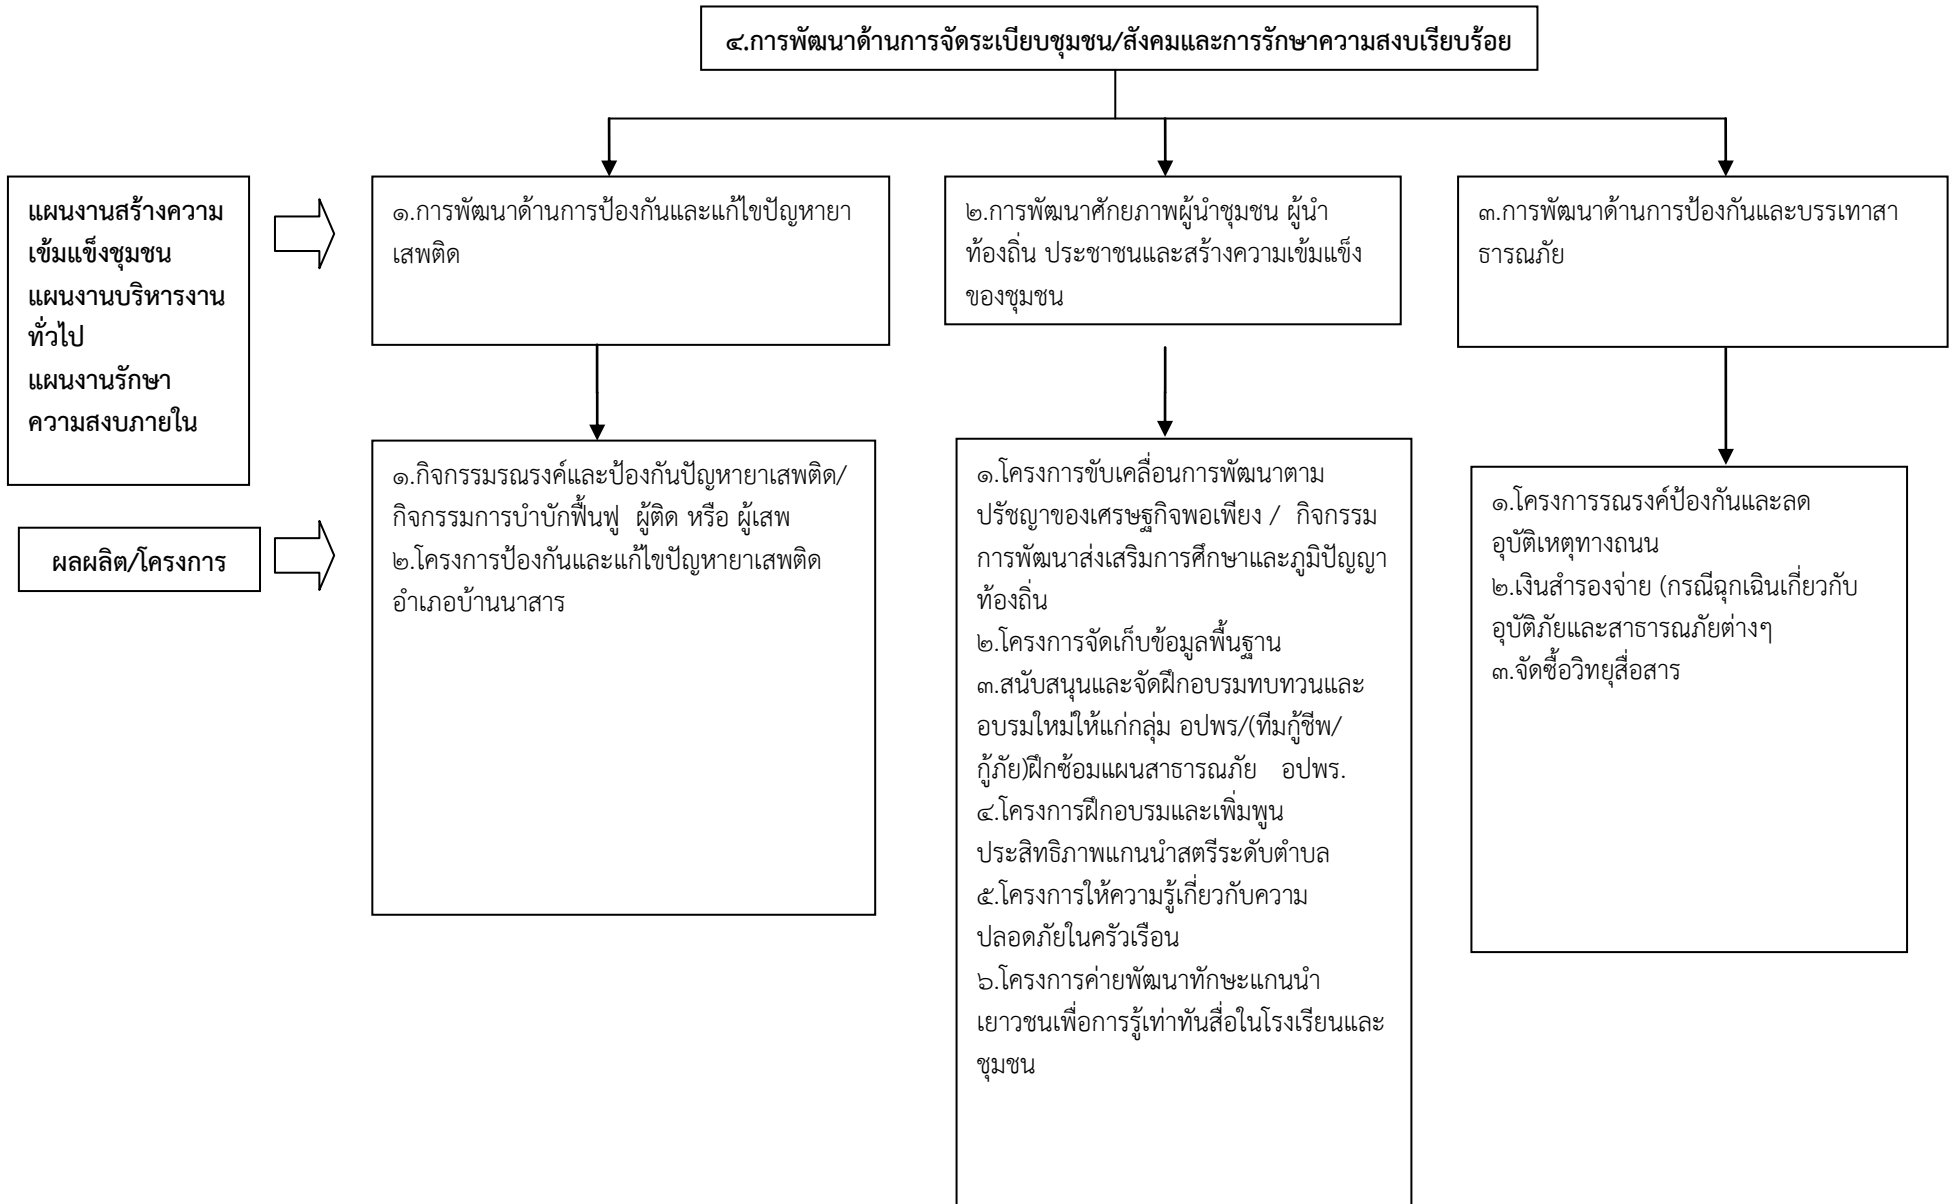 ๔.การพัฒนาด้านการจัดระเบียบชุมชน/สังคมและการรักษาความสงบเรียบร้อย
แผนงานสร้างความ
เข้มแข็งชุมชน
แผนงานบริหารงาน
ทั่วไป
แผนงานรักษา
ความสงบภายใน
๑.การพัฒนาด้านการป้องกันและแก้ไขปัญหายา
เสพติด
๒.การพัฒนาศักยภาพผู้นำชุมชน ผู้นำ
ท้องถิ่น ประชาชนและสร้างความเข้มแข็ง
ของชุมชน
๓.การพัฒนาด้านการป้องกันและบรรเทาสา
ธารณภัย
ผลผลิต/โครงการ
๑.กิจกรรมรณรงค์และป้องกันปัญหายาเสพติด/
กิจกรรมการบำบักฟื้นฟู ผู้ติด หรือ ผู้เสพ
๒.โครงการป้องกันและแก้ไขปัญหายาเสพติด
อำเภอบ้านนาสาร
๑.โครงการขับเคลื่อนการพัฒนาตาม
ปรัชญาของเศรษฐกิจพอเพียง / กิจกรรม
การพัฒนาส่งเสริมการศึกษาและภูมิปัญญา
ท้องถิ่น
๒.โครงการจัดเก็บข้อมูลพื้นฐาน
๓.สนับสนุนและจัดฝึกอบรมทบทวนและ
อบรมใหม่ให้แก่กลุ่ม อปพร/(ทีมกู้ชีพ/
กู้ภัย)ฝึกซ้อมแผนสาธารณภัย อปพร.
๔.โครงการฝึกอบรมและเพิ่มพูน
ประสิทธิภาพแกนนำสตรีระดับตำบล
๕.โครงการให้ความรู้เกี่ยวกับความ
ปลอดภัยในครัวเรือน
๖.โครงการค่ายพัฒนาทักษะแกนนำ
เยาวชนเพื่อการรู้เท่าทันสื่อในโรงเรียนและ
ชุมชน
๑.โครงการรณรงค์ป้องกันและลด
อุบัติเหตุทางถนน
๒.เงินสำรองจ่าย (กรณีฉุกเฉินเกี่ยวกับ
อุบัติภัยและสาธารณภัยต่างๆ
๓.จัดซื้อวิทยุสื่อสาร